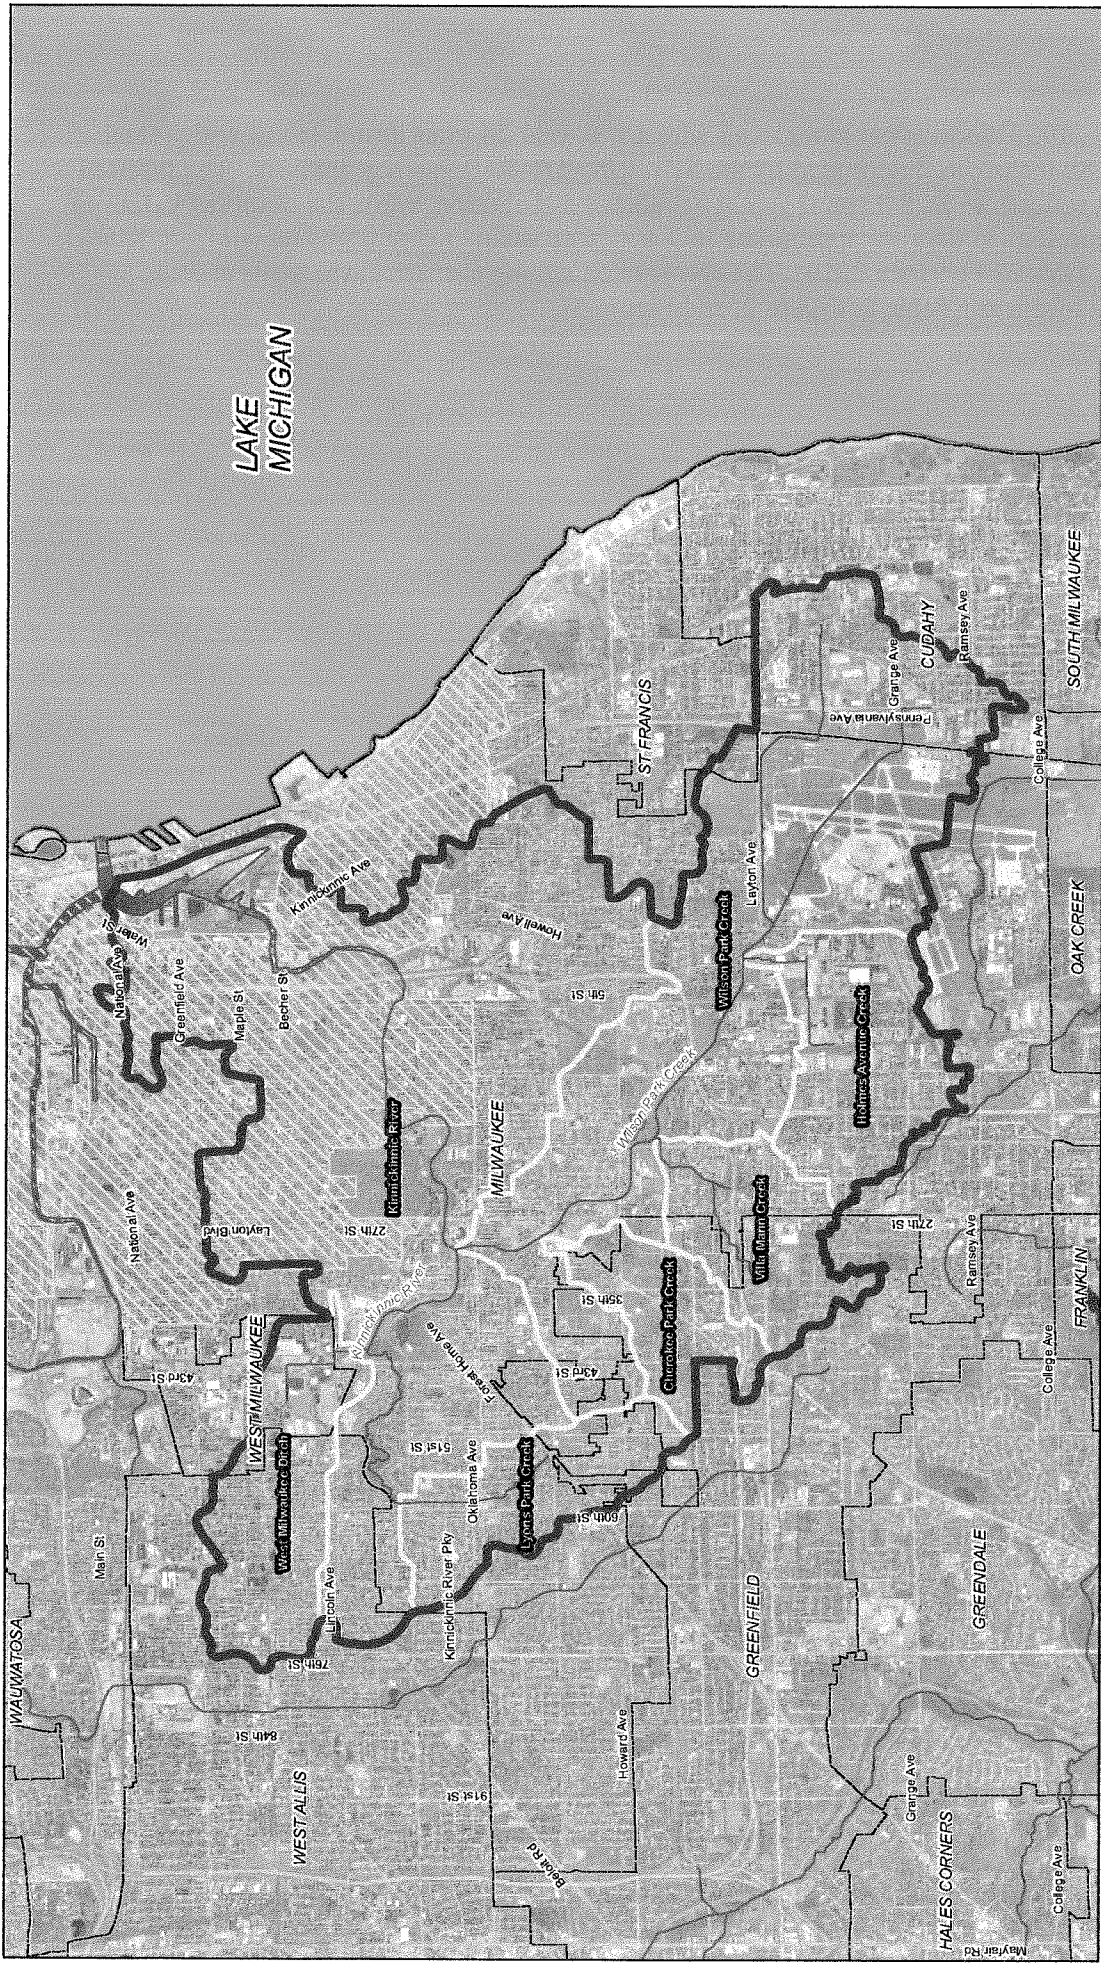 WAUWATOSA
Main St
84th St
76th St
WEST ALLIS
91st St
Beloit Rd
HALES CORNERS
Mayfair Rd
College Ave
Grange Ave
Howard Ave
GREENFIELD
GREENDALE
Lincoln Ave
Kinnickinnic River Pky
Oklahoma Ave
60th St
51st St
West Milwaukee Ditch
Lyons Park Creek
WEST MILWAUKEE
43rd St
Forest Home Ave
43rd St
35th St
Cherokee Park Creek
Villa Mann Creek
College Ave
FRANKLIN
Ramsey Ave
27th St
National Ave
Layton Blvd
27th St
Kinnickinnic River
Kinnickinnic River
MILWAUKEE
Wilson Park Creek
Wilson Park Creek
Holmes Avenue Creek
National Ave
Water St
Greenfield Ave
Maple St
Becher St
Kinnickinnic Ave
Howell Ave
5th St
Layton Ave
OAK CREEK
College Ave
Pennsylvania Ave
Grange Ave
CUDAHY
Ramsey Ave
ST FRANCIS
SOUTH MILWAUKEE
LAKE
MICHIGAN